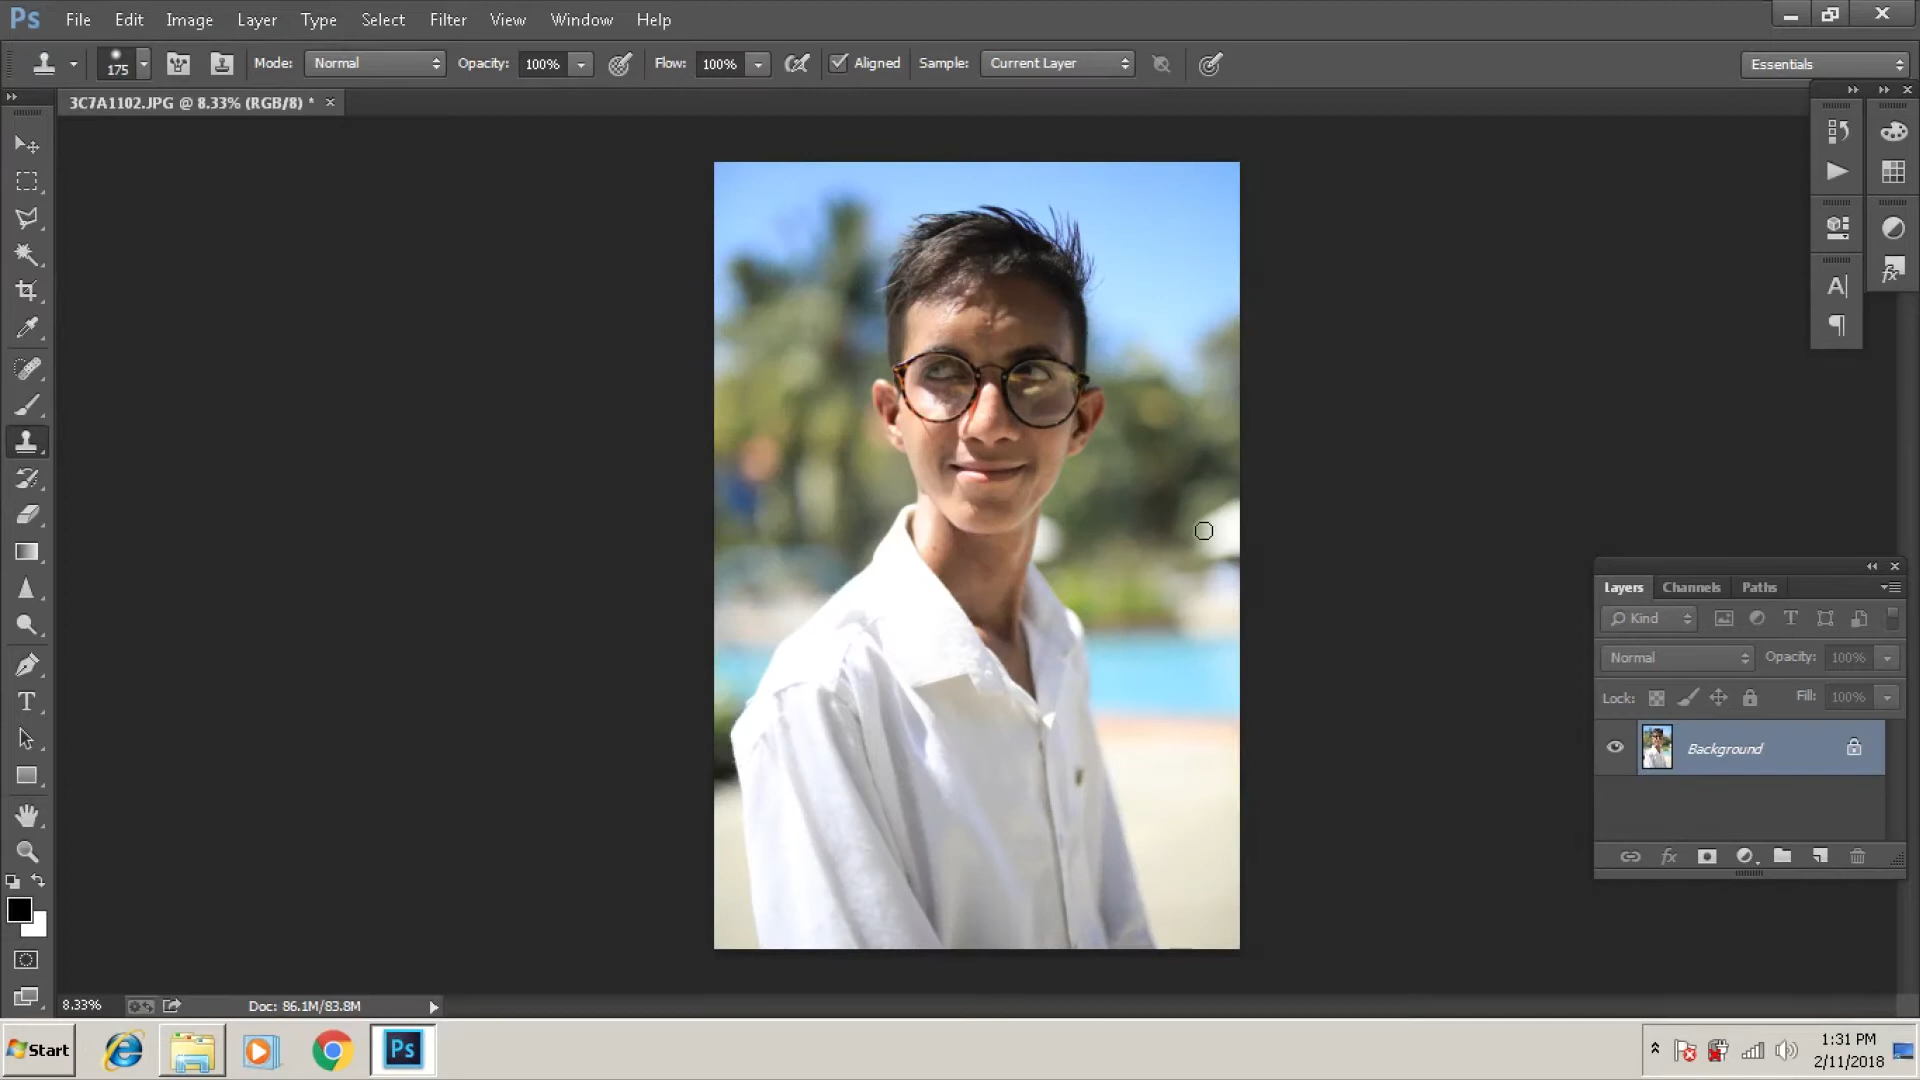 Ps File Edit Image Layer Type Select Filter View Window Help
175 Mode: Normal Opacity: 100% Flow: 100% Aligned Sample: Current Layer Essentials
3C7A1102.JPG @ 8.33% (RGB/8) * ×
Layers Channels Paths
Kind
Normal Opacity: 100%
Lock: Fill: 100%
Background
8.33% Doc: 86.1M/83.8M
Start Ps 1:31 PM
2/11/2018